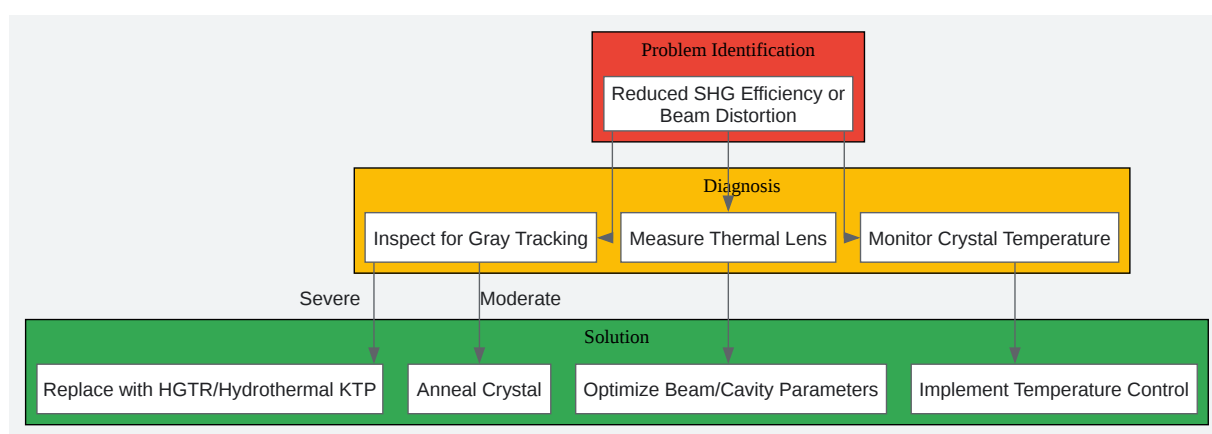 Problem Identification
Reduced SHG Efficiency or
Beam Distortion
Diagnosis
Inspect for Gray Tracking
Measure Thermal Lens
Monitor Crystal Temperature
Severe
Moderate
Solution
Replace with HGTR/Hydrothermal KTP
Anneal Crystal
Optimize Beam/Cavity Parameters
Implement Temperature Control